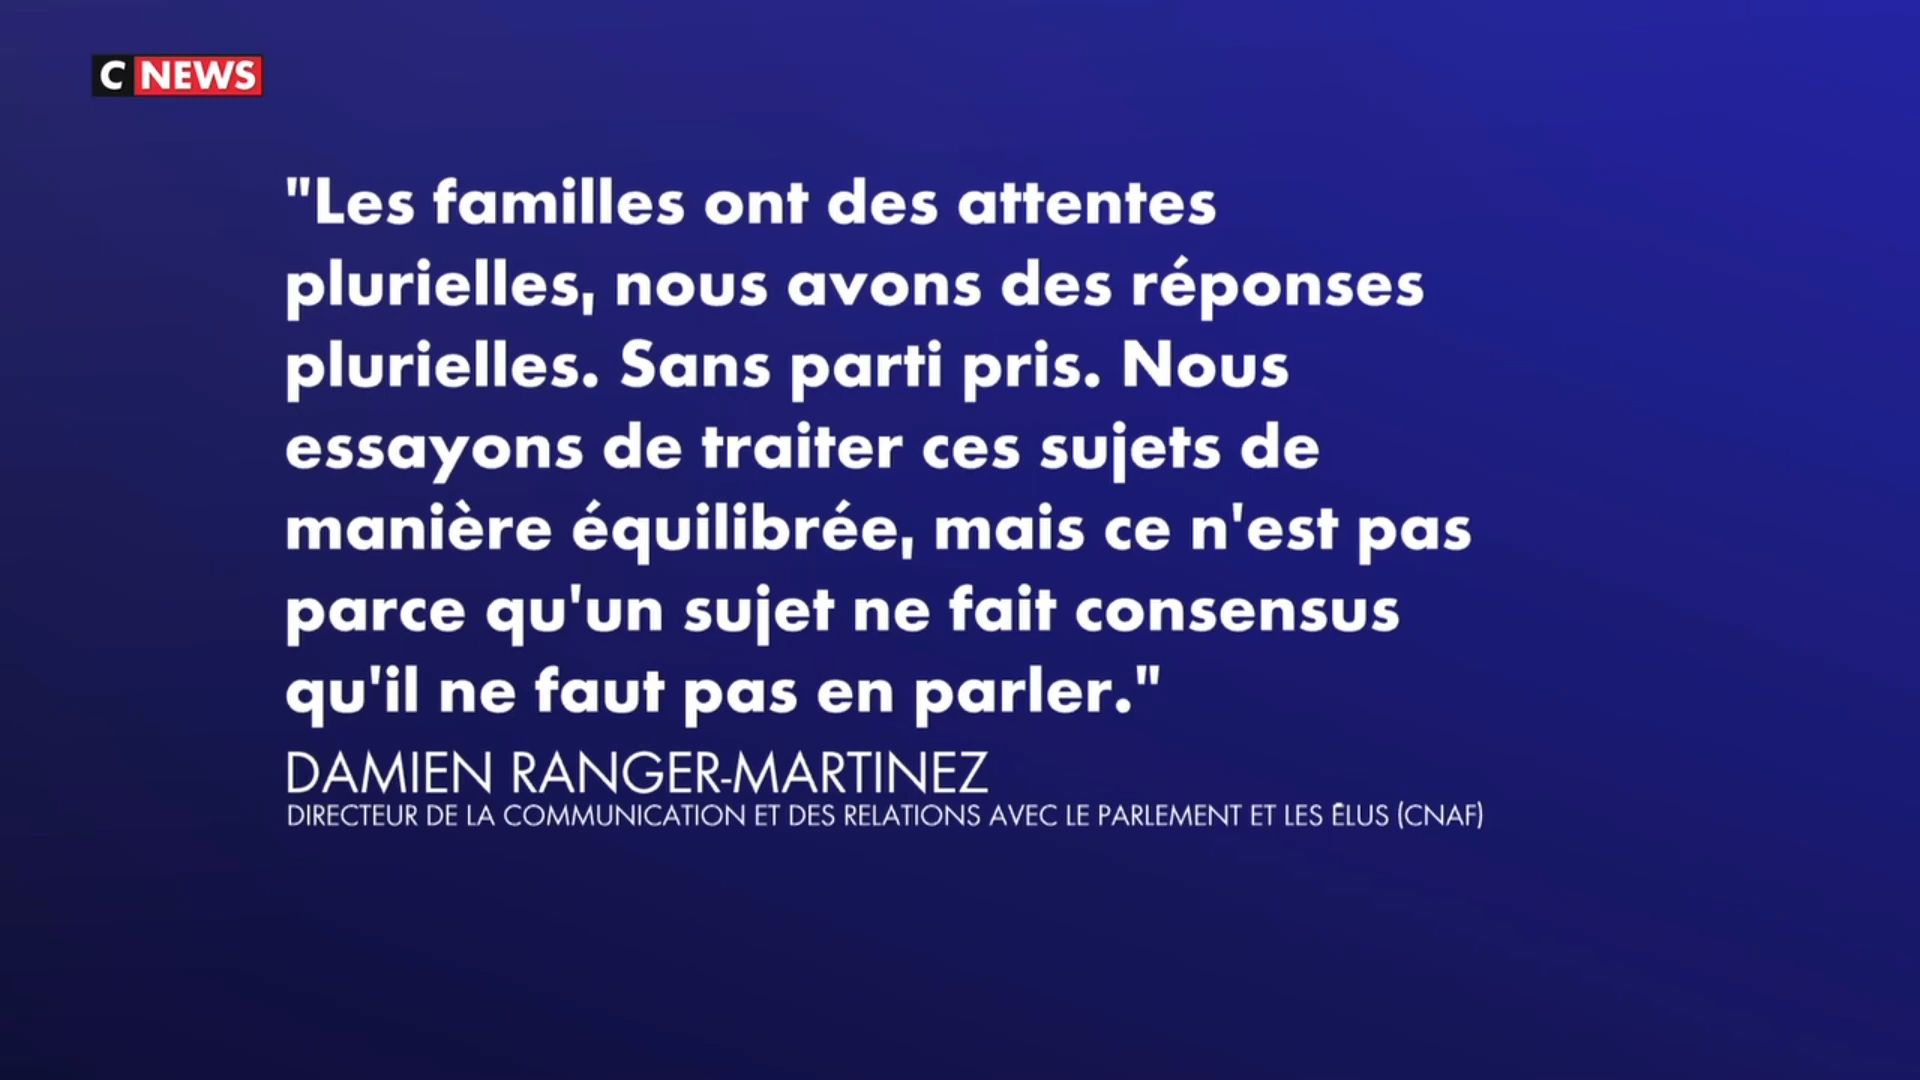 C NEWS
"Les familles ont des attentes
plurielles, nous avons des réponses
plurielles. Sans parti pris. Nous
essayons de traiter ces sujets de
manière équilibrée, mais ce n'est pas
parce qu'un sujet ne fait consensus
qu'il ne faut pas en parler."
DAMIEN RANGER-MARTINEZ
DIRECTEUR DE LA COMMUNICATION ET DES RELATIONS AVEC LE PARLEMENT ET LES ÉLUS (CNAF)